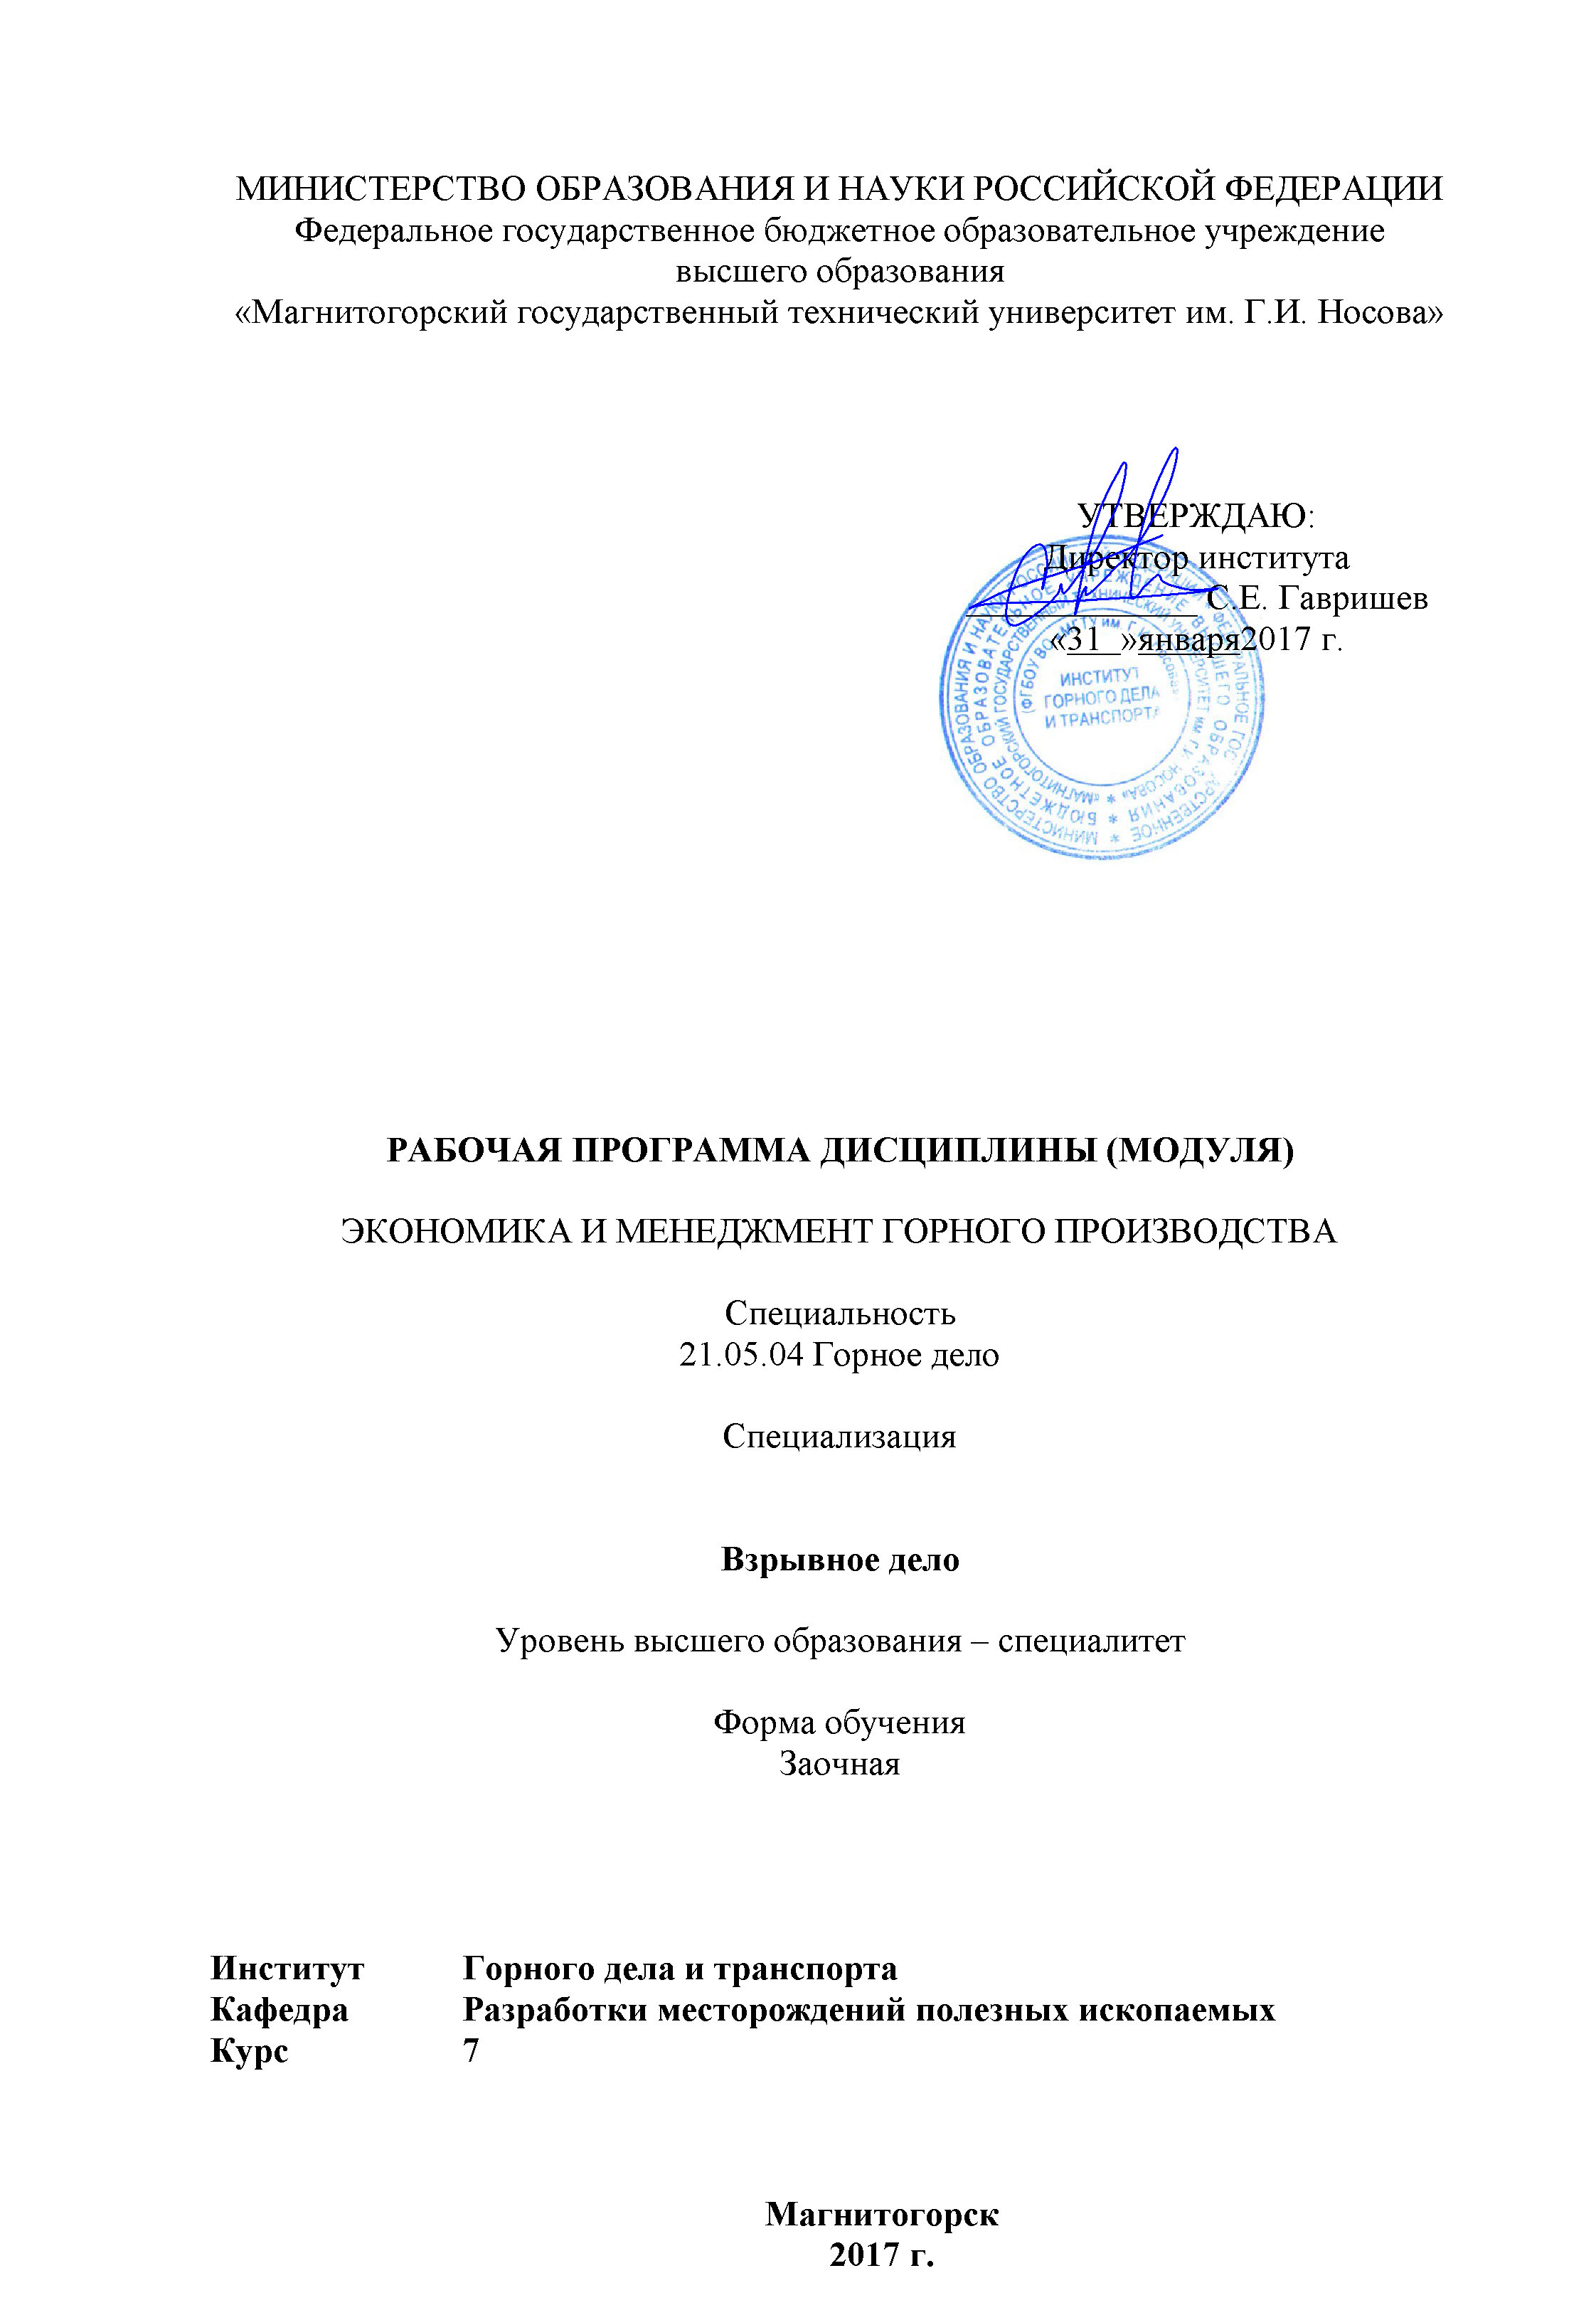 МИНИСТЕРСТВО ОБРАЗОВАНИЯ И НАУКИ РОССИЙСКОЙ ФЕДЕРАЦИИ
Федеральное государственное бюджетное образовательное учреждение
высшего образования
«Магнитогорский государственный технический университет им. Г.И. Носова»
УТВЕРЖДАЮ:
Директор института
С.Е. Гавришев
«31 »января2017 г.
ИНСТИТУТ
ГОРНОГО ДЕЛА
И ТРАНСПОРТА
РАБОЧАЯ ПРОГРАММА ДИСЦИПЛИНЫ (МОДУЛЯ)
ЭКОНОМИКА И МЕНЕДЖМЕНТ ГОРНОГО ПРОИЗВОДСТВА
Специальность
21.05.04 Горное дело
Специализация
Взрывное дело
Уровень высшего образования – специалитет
Форма обучения
Заочная
Институт Горного дела и транспорта
Кафедра Разработки месторождений полезных ископаемых
Курс 7
Магнитогорск
2017 г.